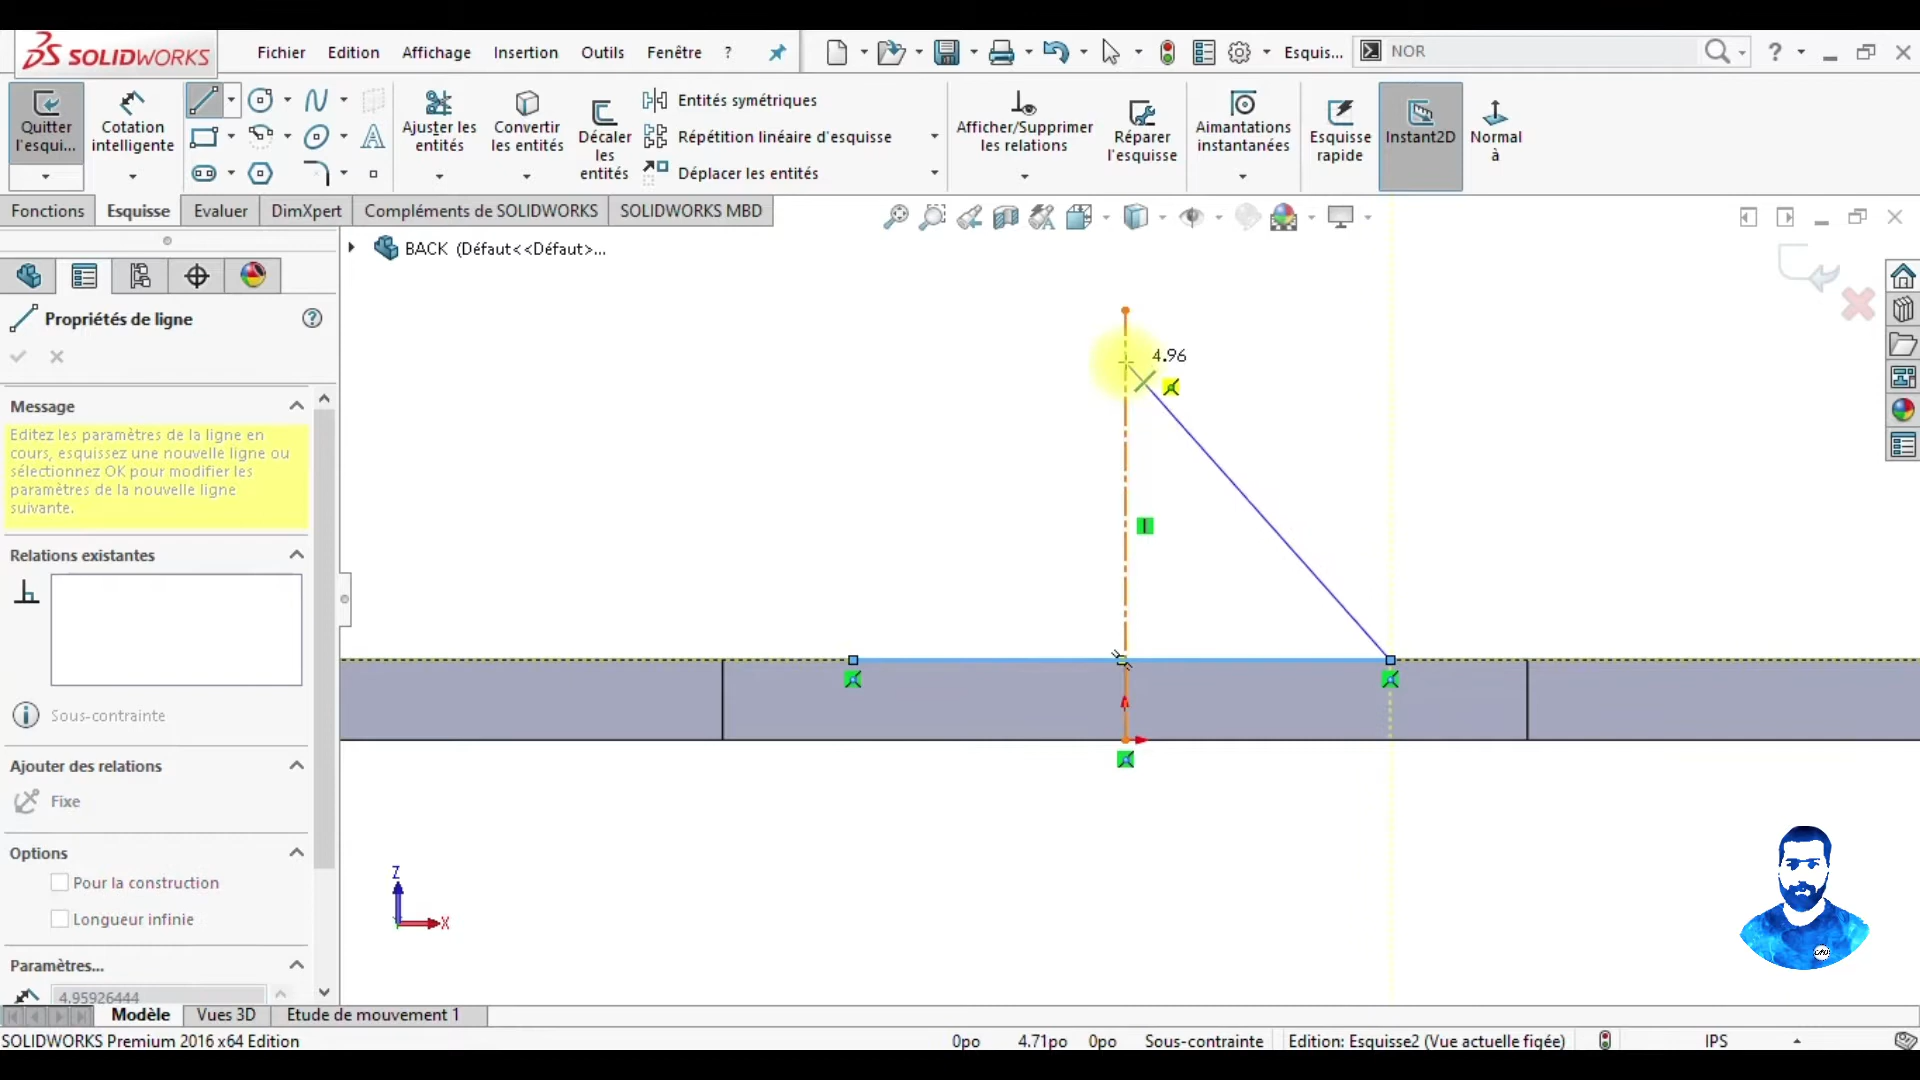 SOLIDWORKS
Fichier Edition Affichage Insertion Outils Fenêtre ?
Esquis... NOR ?
Quitter l'esqui...
Cotation intelligente
Ajuster les entités
Convertir les entités
Décaler les entités
Entités symétriques
Répétition linéaire d'esquisse
Déplacer les entités
Afficher/Supprimer les relations
Réparer l'esquisse
Aimantations instantanées
Esquisse rapide
Instant2D
Normal à
Fonctions Esquisse Evaluer DimXpert Compléments de SOLIDWORKS SOLIDWORKS MBD
BACK (Défaut<<Défaut>...
Propriétés de ligne
Message
Editez les paramètres de la ligne en
cours, esquissez une nouvelle ligne ou
sélectionnez OK pour modifier les
paramètres de la nouvelle ligne
suivante.
Relations existantes
Sous-contrainte
Ajouter des relations
Fixe
Options
Pour la construction
Longueur infinie
Paramètres...
4.95926444
4.96
Z
X
Modèle Vues 3D Etude de mouvement 1
SOLIDWORKS Premium 2016 x64 Edition
0po 4.71po 0po Sous-contrainte Edition: Esquisse2 (Vue actuelle figée) IPS